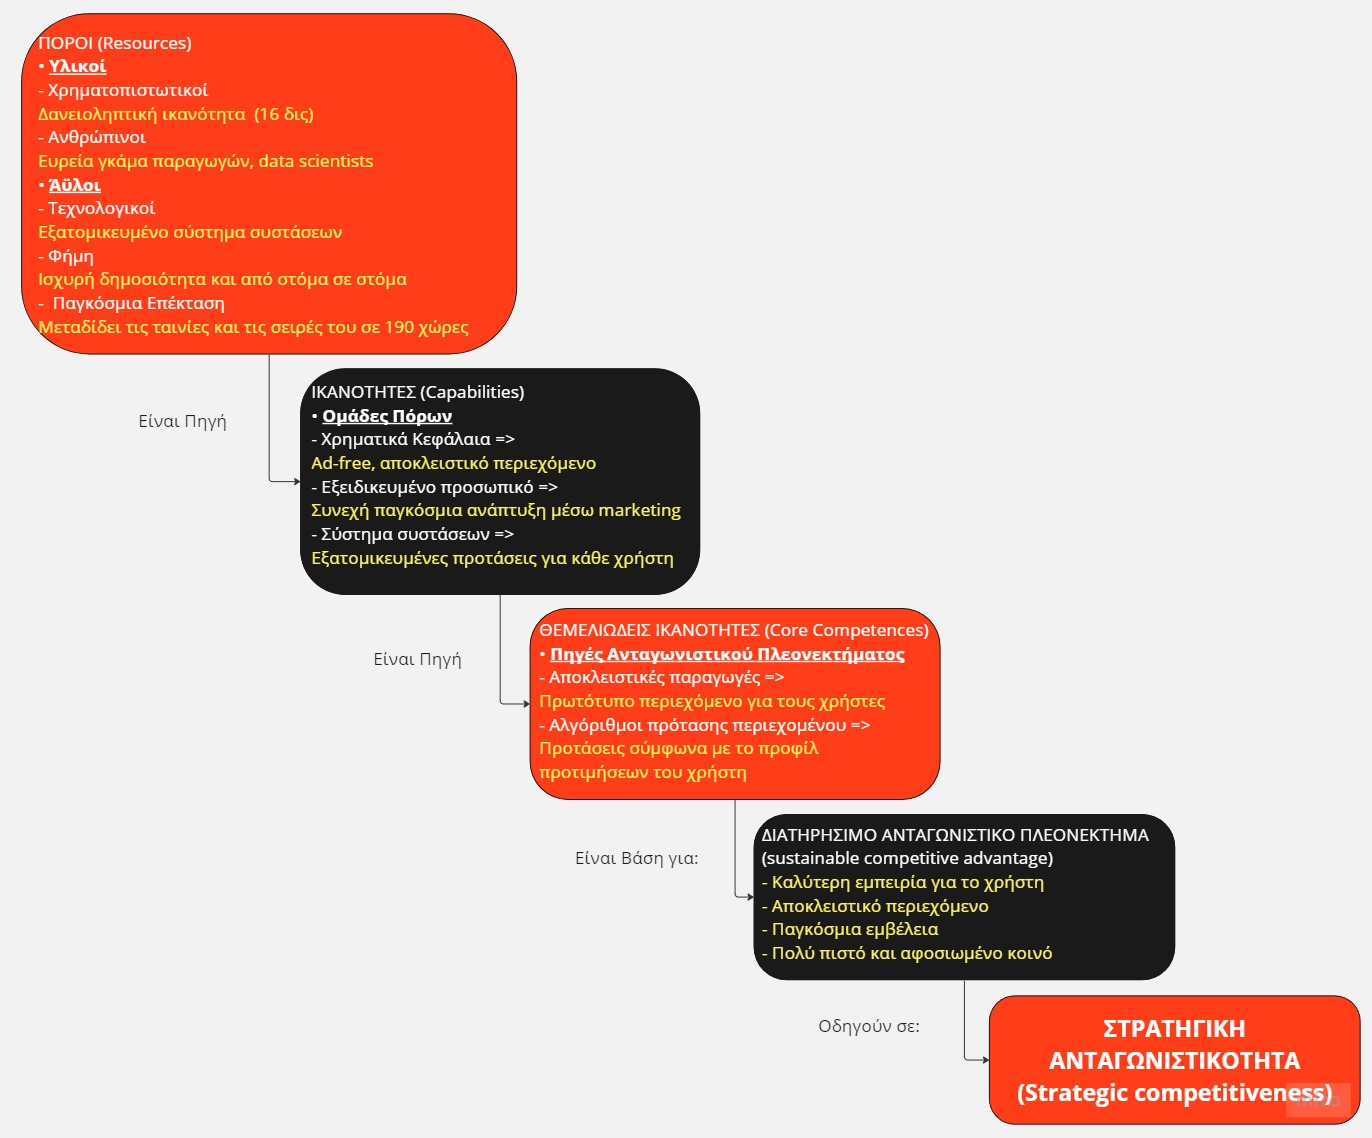 ΠΟΡΟΙ (Resources)
• Υλικοί
- Χρηματοπιστωτικοί
Δανειοληπτική ικανότητα (16 δις)
- Ανθρώπινοι
Ευρεία γκάμα παραγωγών, data scientists
• Άϋλοι
- Τεχνολογικοί
Εξατομικευμένο σύστημα συστάσεων
- Φήμη
Ισχυρή δημοσιότητα και από στόμα σε στόμα
- Παγκόσμια Επέκταση
Μεταδίδει τις ταινίες και τις σειρές του σε 190 χώρες
Είναι Πηγή
ΙΚΑΝΟΤΗΤΕΣ (Capabilities)
• Ομάδες Πόρων
- Χρηματικά Κεφάλαια =>
Ad-free, αποκλειστικό περιεχόμενο
- Εξειδικευμένο προσωπικό =>
Συνεχή παγκόσμια ανάπτυξη μέσω marketing
- Σύστημα συστάσεων =>
Εξατομικευμένες προτάσεις για κάθε χρήστη
Είναι Πηγή
ΘΕΜΕΛΙΩΔΕΙΣ ΙΚΑΝΟΤΗΤΕΣ (Core Competences)
• Πηγές Ανταγωνιστικού Πλεονεκτήματος
- Αποκλειστικές παραγωγές =>
Πρωτότυπο περιεχόμενο για τους χρήστες
- Αλγόριθμοι πρότασης περιεχομένου =>
Προτάσεις σύμφωνα με το προφίλ
προτιμήσεων του χρήστη
Είναι Βάση για:
ΔΙΑΤΗΡΗΣΙΜΟ ΑΝΤΑΓΩΝΙΣΤΙΚΟ ΠΛΕΟΝΕΚΤΗΜΑ
(sustainable competitive advantage)
- Καλύτερη εμπειρία για το χρήστη
- Αποκλειστικό περιεχόμενο
- Παγκόσμια εμβέλεια
- Πολύ πιστό και αφοσιωμένο κοινό
Οδηγούν σε:
ΣΤΡΑΤΗΓΙΚΗ
ΑΝΤΑΓΩΝΙΣΤΙΚΟΤΗΤΑ
(Strategic competitiveness)
miro